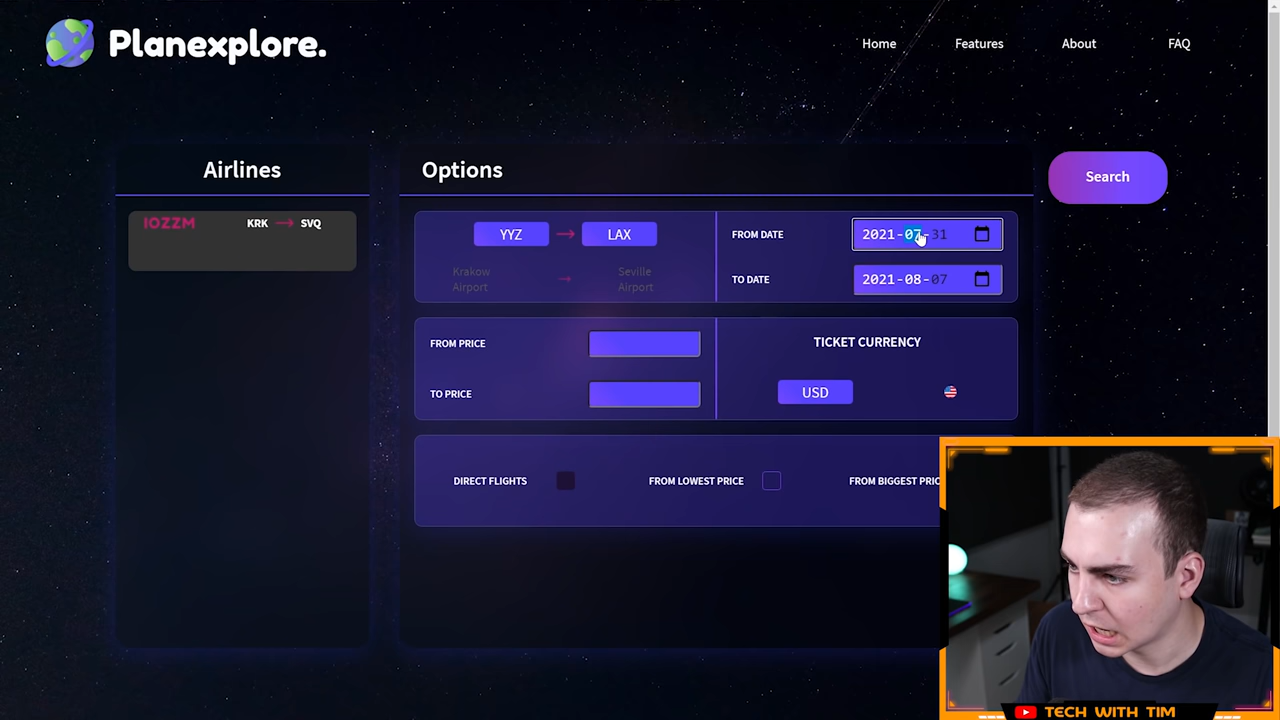 Planexplore.
Home
Features
About
FAQ
Airlines
IOZZM
KRK
SVQ
Options
YYZ
LAX
Krakow
Airport
Seville
Airport
FROM DATE
2021-07-31
TO DATE
2021-08-07
Search
FROM PRICE
TO PRICE
TICKET CURRENCY
USD
DIRECT FLIGHTS
FROM LOWEST PRICE
FROM BIGGEST PRIC
TECH WITH TIM